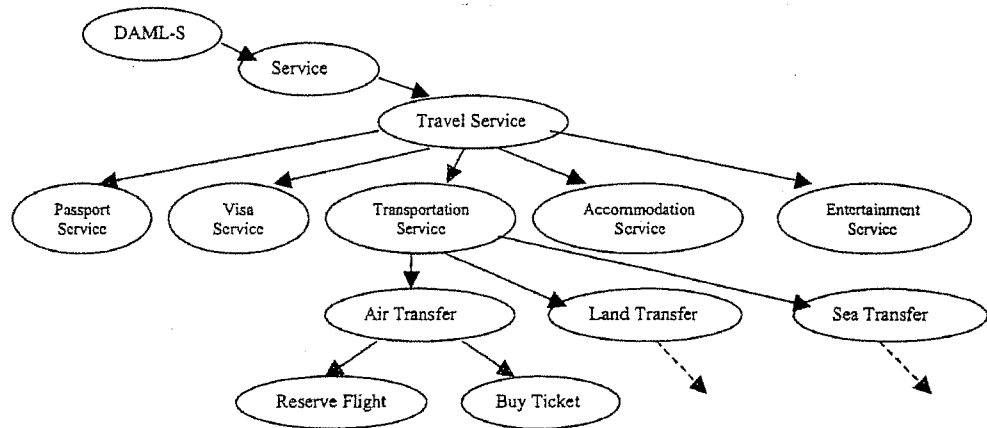 DAML-S
Service
Travel Service
Passport
Service
Visa
Service
Transportation
Service
Accommodation
Service
Entertainment
Service
Air Transfer
Land Transfer
Sea Transfer
Reserve Flight
Buy Ticket